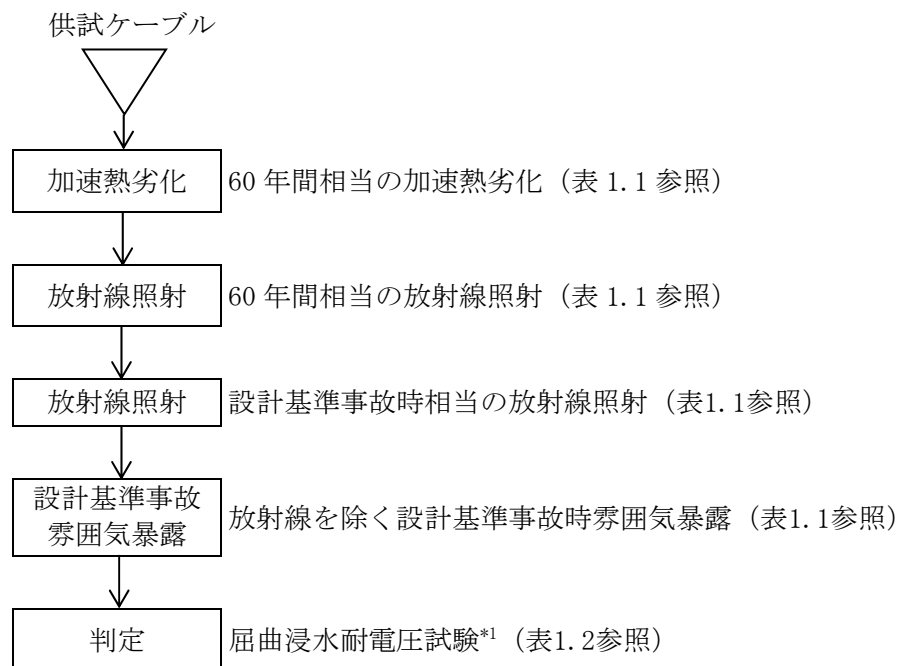 供試ケーブル
加速熱劣化 60 年間相当の加速熱劣化（表 1.1 参照）
放射線照射 60 年間相当の放射線照射（表 1.1 参照）
放射線照射 設計基準事故時相当の放射線照射（表1.1参照）
設計基準事故
雰囲気暴露
放射線を除く設計基準事故時雰囲気暴露（表1.1参照）
判定 屈曲浸水耐電圧試験*1（表1.2参照）